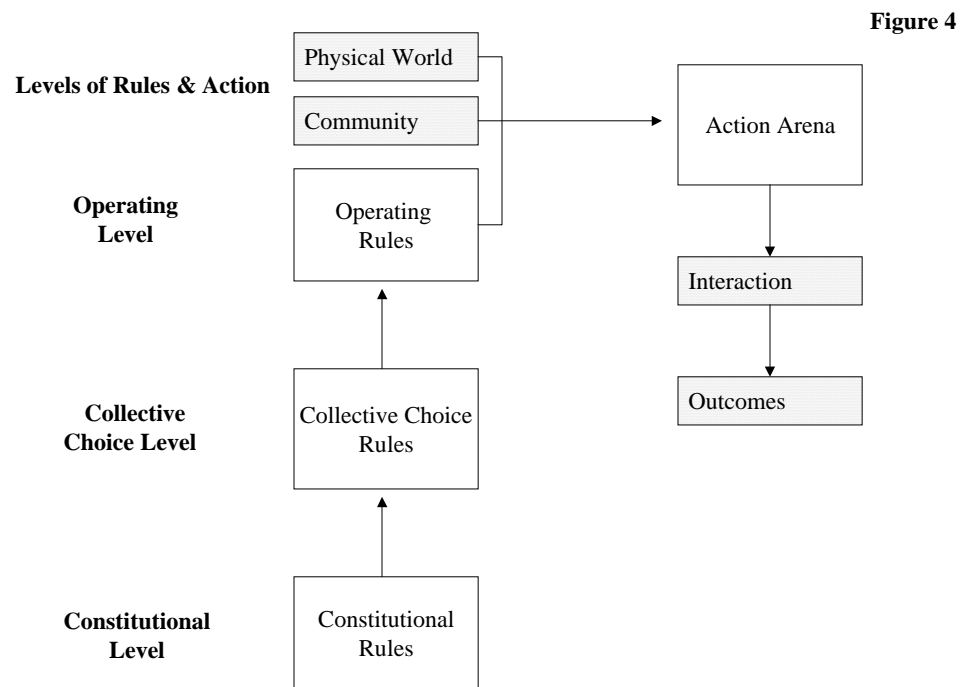 Figure 4
Levels of Rules & Action
Physical World
Community
Action Arena
Operating
Level
Operating
Rules
Interaction
Outcomes
Collective
Choice Level
Collective Choice
Rules
Constitutional
Level
Constitutional
Rules